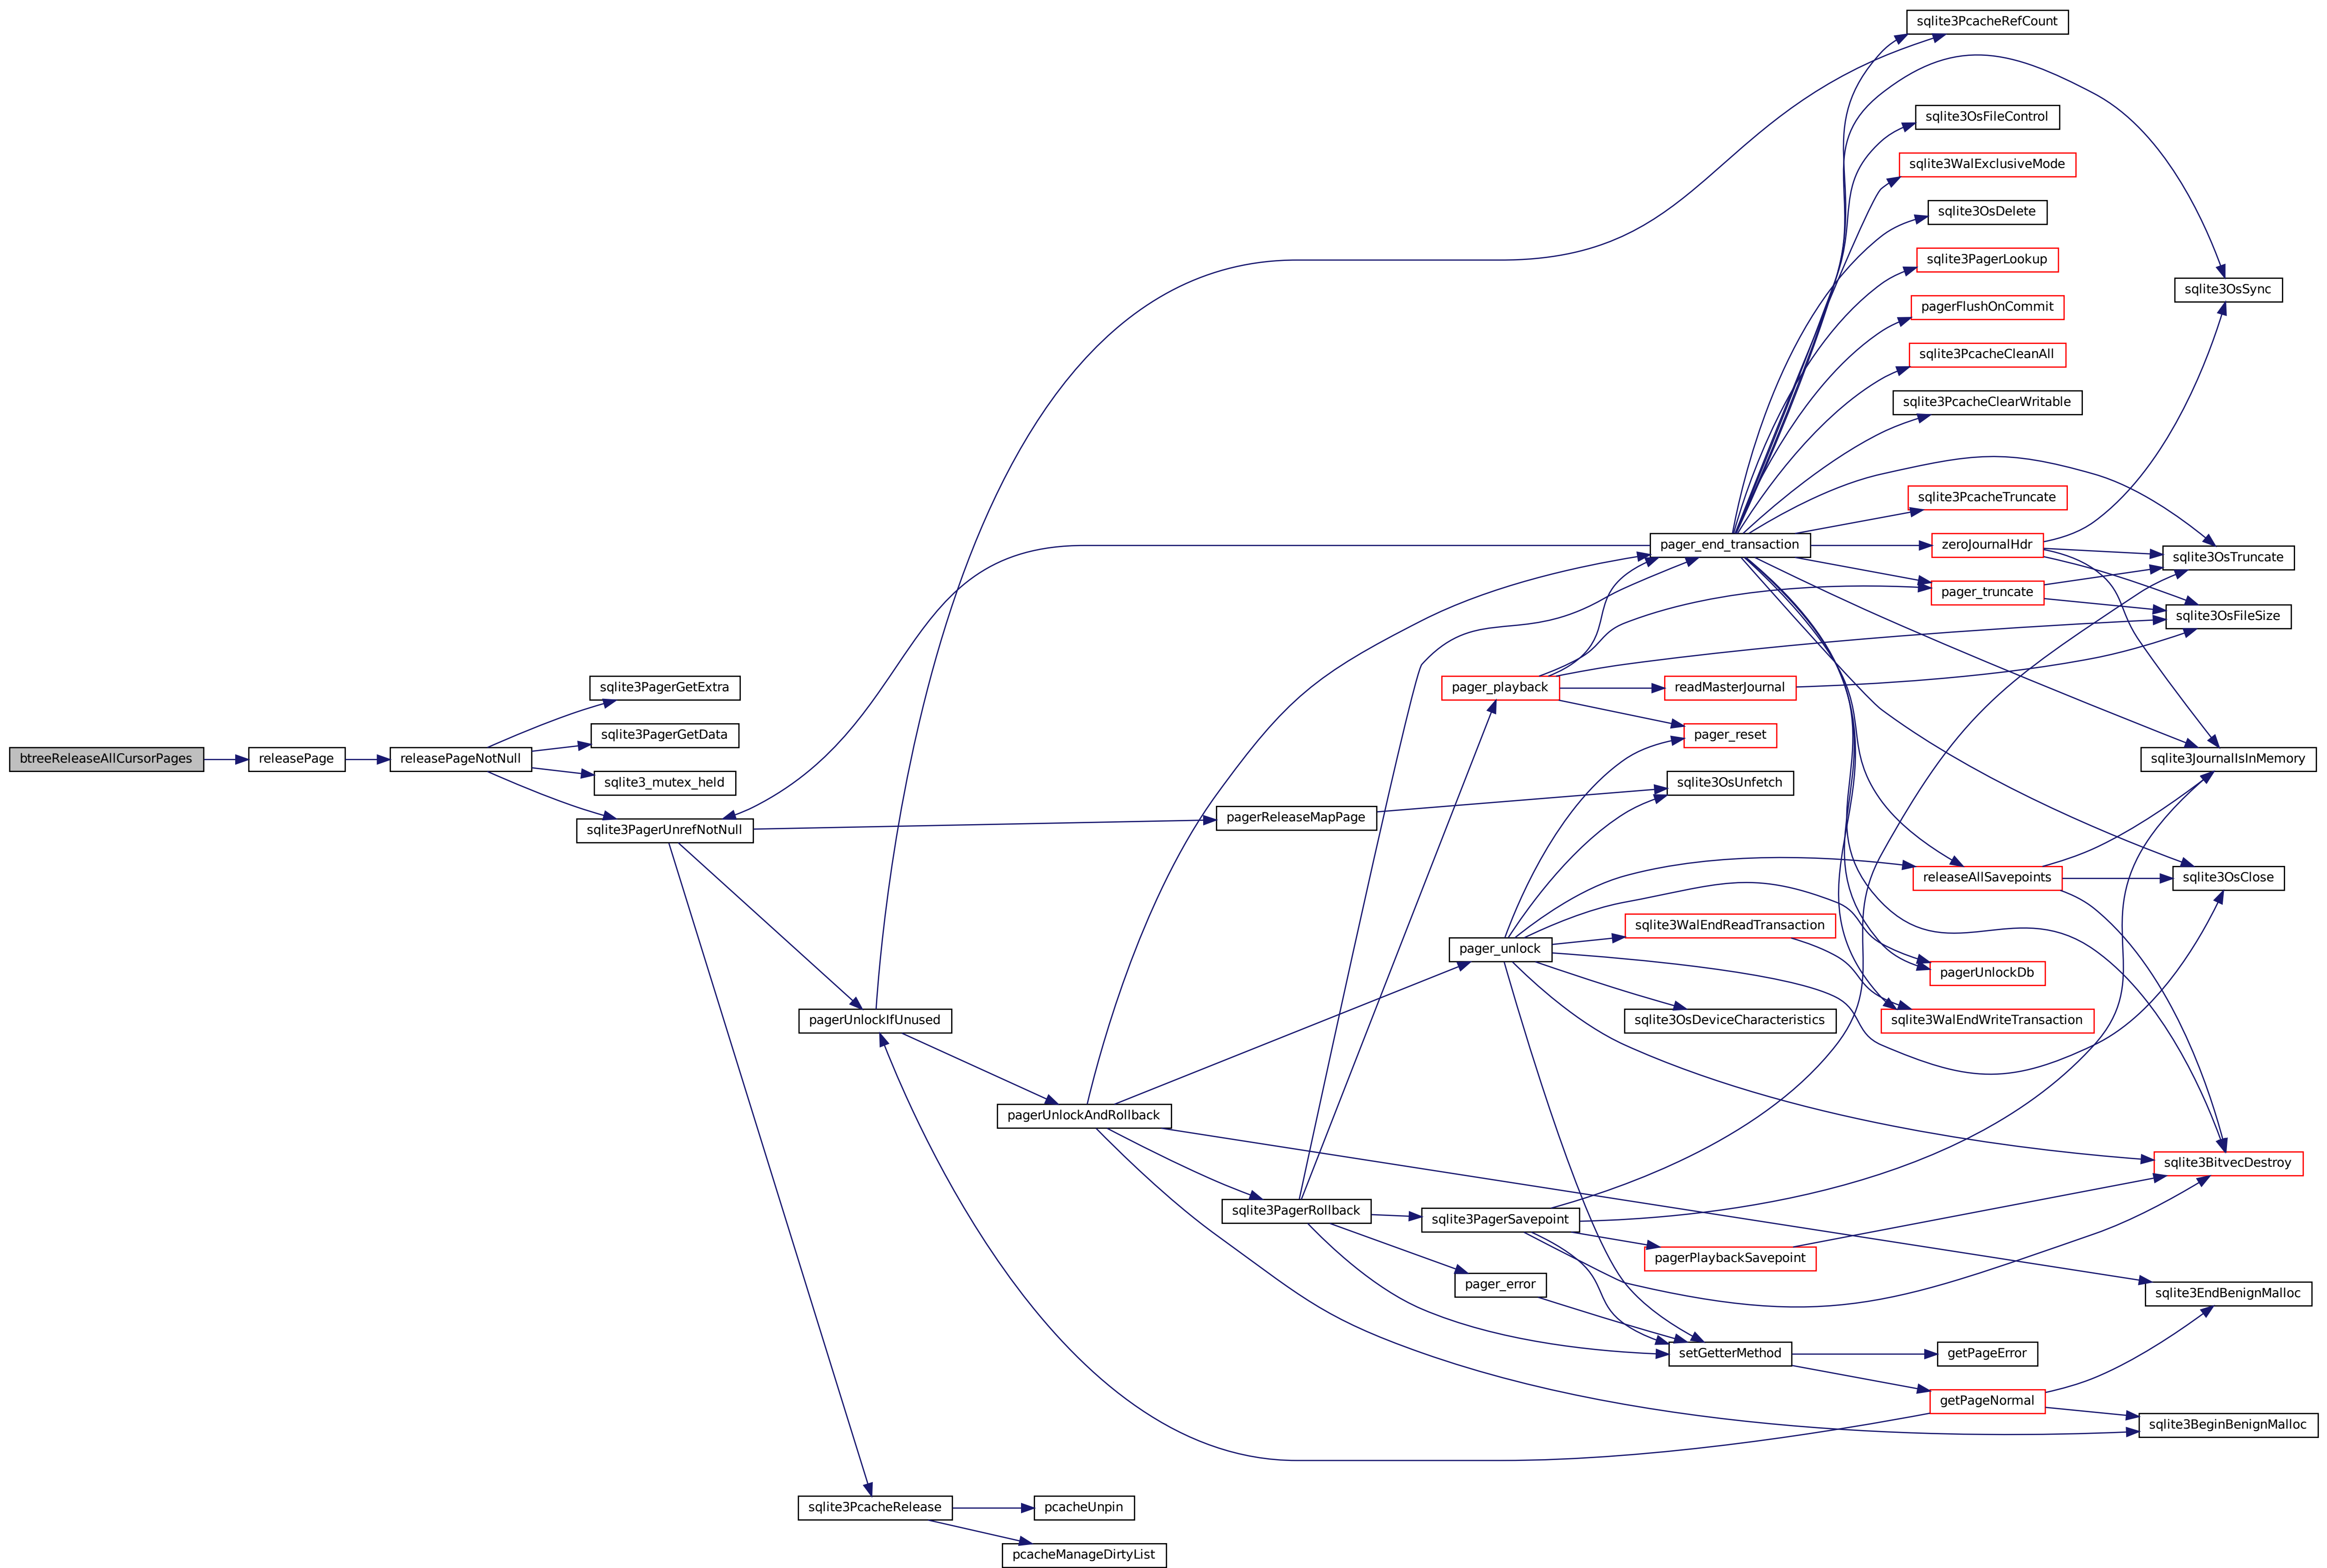 btreeReleaseAllCursorPages
releasePage
releasePageNotNull
sqlite3PagerGetExtra
sqlite3PagerGetData
sqlite3_mutex_held
sqlite3PagerUnrefNotNull
pagerUnlockIfUnused
sqlite3PcacheRelease
pagerUnlockAndRollback
pcacheUnpin
pcacheManageDirtyList
pagerReleaseMapPage
sqlite3PagerRollback
pager_playback
pager_unlock
sqlite3PagerSavepoint
pager_error
pager_end_transaction
readMasterJournal
pager_reset
sqlite3OsUnfetch
sqlite3WalEndReadTransaction
sqlite3OsDeviceCharacteristics
pagerPlaybackSavepoint
setGetterMethod
sqlite3PcacheRefCount
sqlite3OsFileControl
sqlite3WalExclusiveMode
sqlite3OsDelete
sqlite3PagerLookup
pagerFlushOnCommit
sqlite3PcacheCleanAll
sqlite3PcacheClearWritable
sqlite3PcacheTruncate
zeroJournalHdr
pager_truncate
releaseAllSavepoints
pagerUnlockDb
sqlite3WalEndWriteTransaction
getPageError
getPageNormal
sqlite3OsSync
sqlite3OsTruncate
sqlite3OsFileSize
sqlite3JournalIsInMemory
sqlite3OsClose
sqlite3BitvecDestroy
sqlite3EndBenignMalloc
sqlite3BeginBenignMalloc